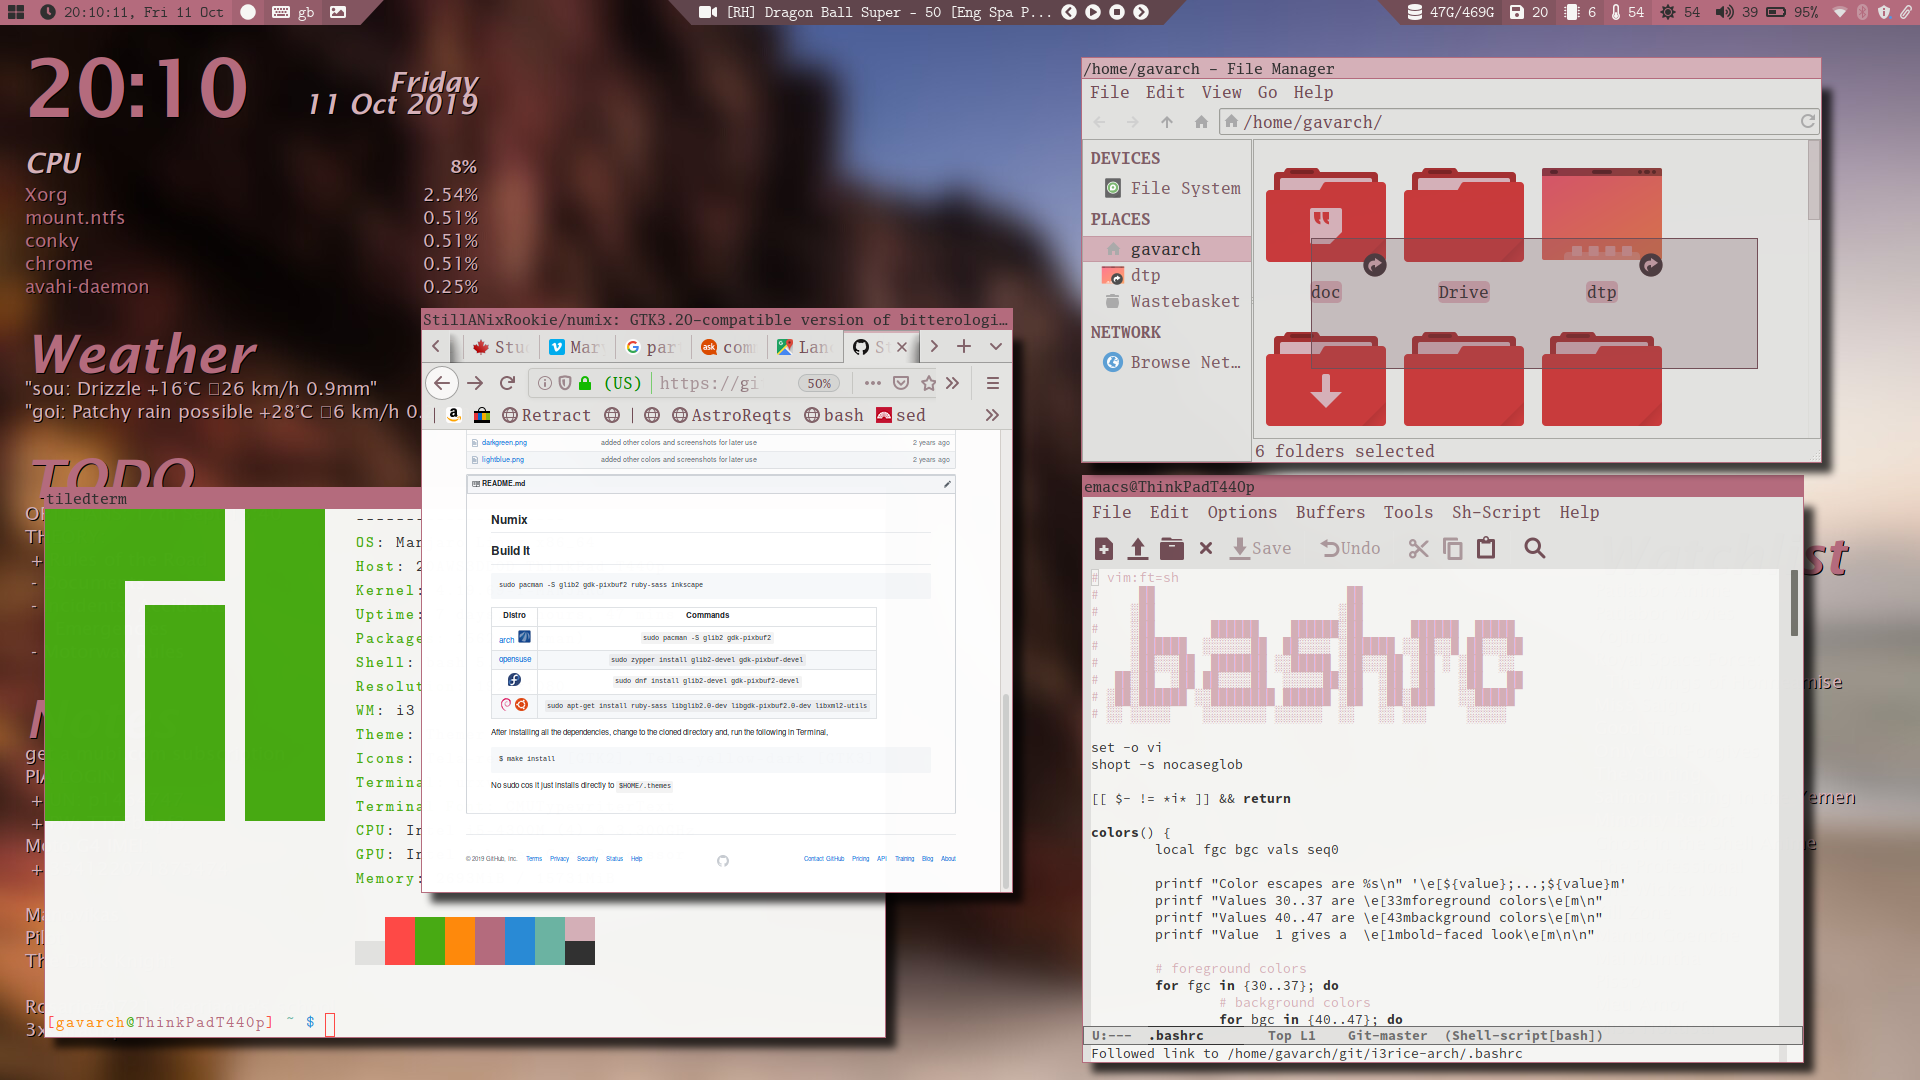 20:10:11, Fri 11 Oct
gb
[RH] Dragon Ball Super - 50 [Eng Spa P...
47G/469G
20
6
54
54
39
95%
20:10
Friday
11 Oct 2019
CPU
8%
Xorg 2.54%
mount.ntfs 0.51%
conky 0.51%
chrome 0.51%
avahi-daemon 0.25%
Weather
"sou: Drizzle +16°C 26 km/h 0.9mm"
"goi: Patchy rain possible +28°C 6 km/h 0.
TODO
-tiledterm
OS: Man
Host: 2
Kernel:
Uptime:
Package
Shell:
Resolut
WM: i3
Theme:
Icons:
Termina
Termina
CPU: In
GPU: In
Memory:
[gavarch@ThinkPadT440p] ~ $
StillANixRookie/numix: GTK3.20-compatible version of bitterologi...
Stu
Mar
par
com
Lan
St
(US)
https://gi
50%
Retract
AstroReqts
bash
sed
darkgreen.png added other colors and screenshots for later use 2 years ago
lightblue.png added other colors and screenshots for later use 2 years ago
README.md
Numix
Build It
sudo pacman -S glib2 gdk-pixbuf2 ruby-sass inkscape
Distro Commands
arch sudo pacman -S glib2 gdk-pixbuf2
opensuse sudo zypper install glib2-devel gdk-pixbuf-devel
sudo dnf install glib2-devel gdk-pixbuf2-devel
sudo apt-get install ruby-sass libglib2.0-dev libgdk-pixbuf2.0-dev libxml2-utils
After installing all the dependencies, change to the cloned directory and, run the following in Terminal,
$ make install
No sudo cos it just installs directly to $HOME/.themes
© 2019 GitHub, Inc. Terms Privacy Security Status Help
Contact GitHub Pricing API Training Blog About
/home/gavarch - File Manager
File Edit View Go Help
/home/gavarch/
DEVICES
File System
PLACES
gavarch
dtp
Wastebasket
NETWORK
Browse Net...
doc
Drive
dtp
6 folders selected
emacs@ThinkPadT440p
File Edit Options Buffers Tools Sh-Script Help
Save
Undo
# vim:ft=sh
#
#
#
#
#
#
#
#
bashrc
set -o vi
shopt -s nocaseglob
[[ $- != *i* ]] && return
colors() {
local fgc bgc vals seq0
printf "Color escapes are %s\n" '\e[${value};...;${value}m'
printf "Values 30..37 are \e[33mforeground colors\e[m\n"
printf "Values 40..47 are \e[43mbackground colors\e[m\n"
printf "Value  1 gives a  \e[1mbold-faced look\e[m\n\n"
# foreground colors
for fgc in {30..37}; do
# background colors
for bgc in {40..47}; do
U:--- .bashrc Top L1 Git-master (Shell-script[bash])
Followed link to /home/gavarch/git/i3rice-arch/.bashrc